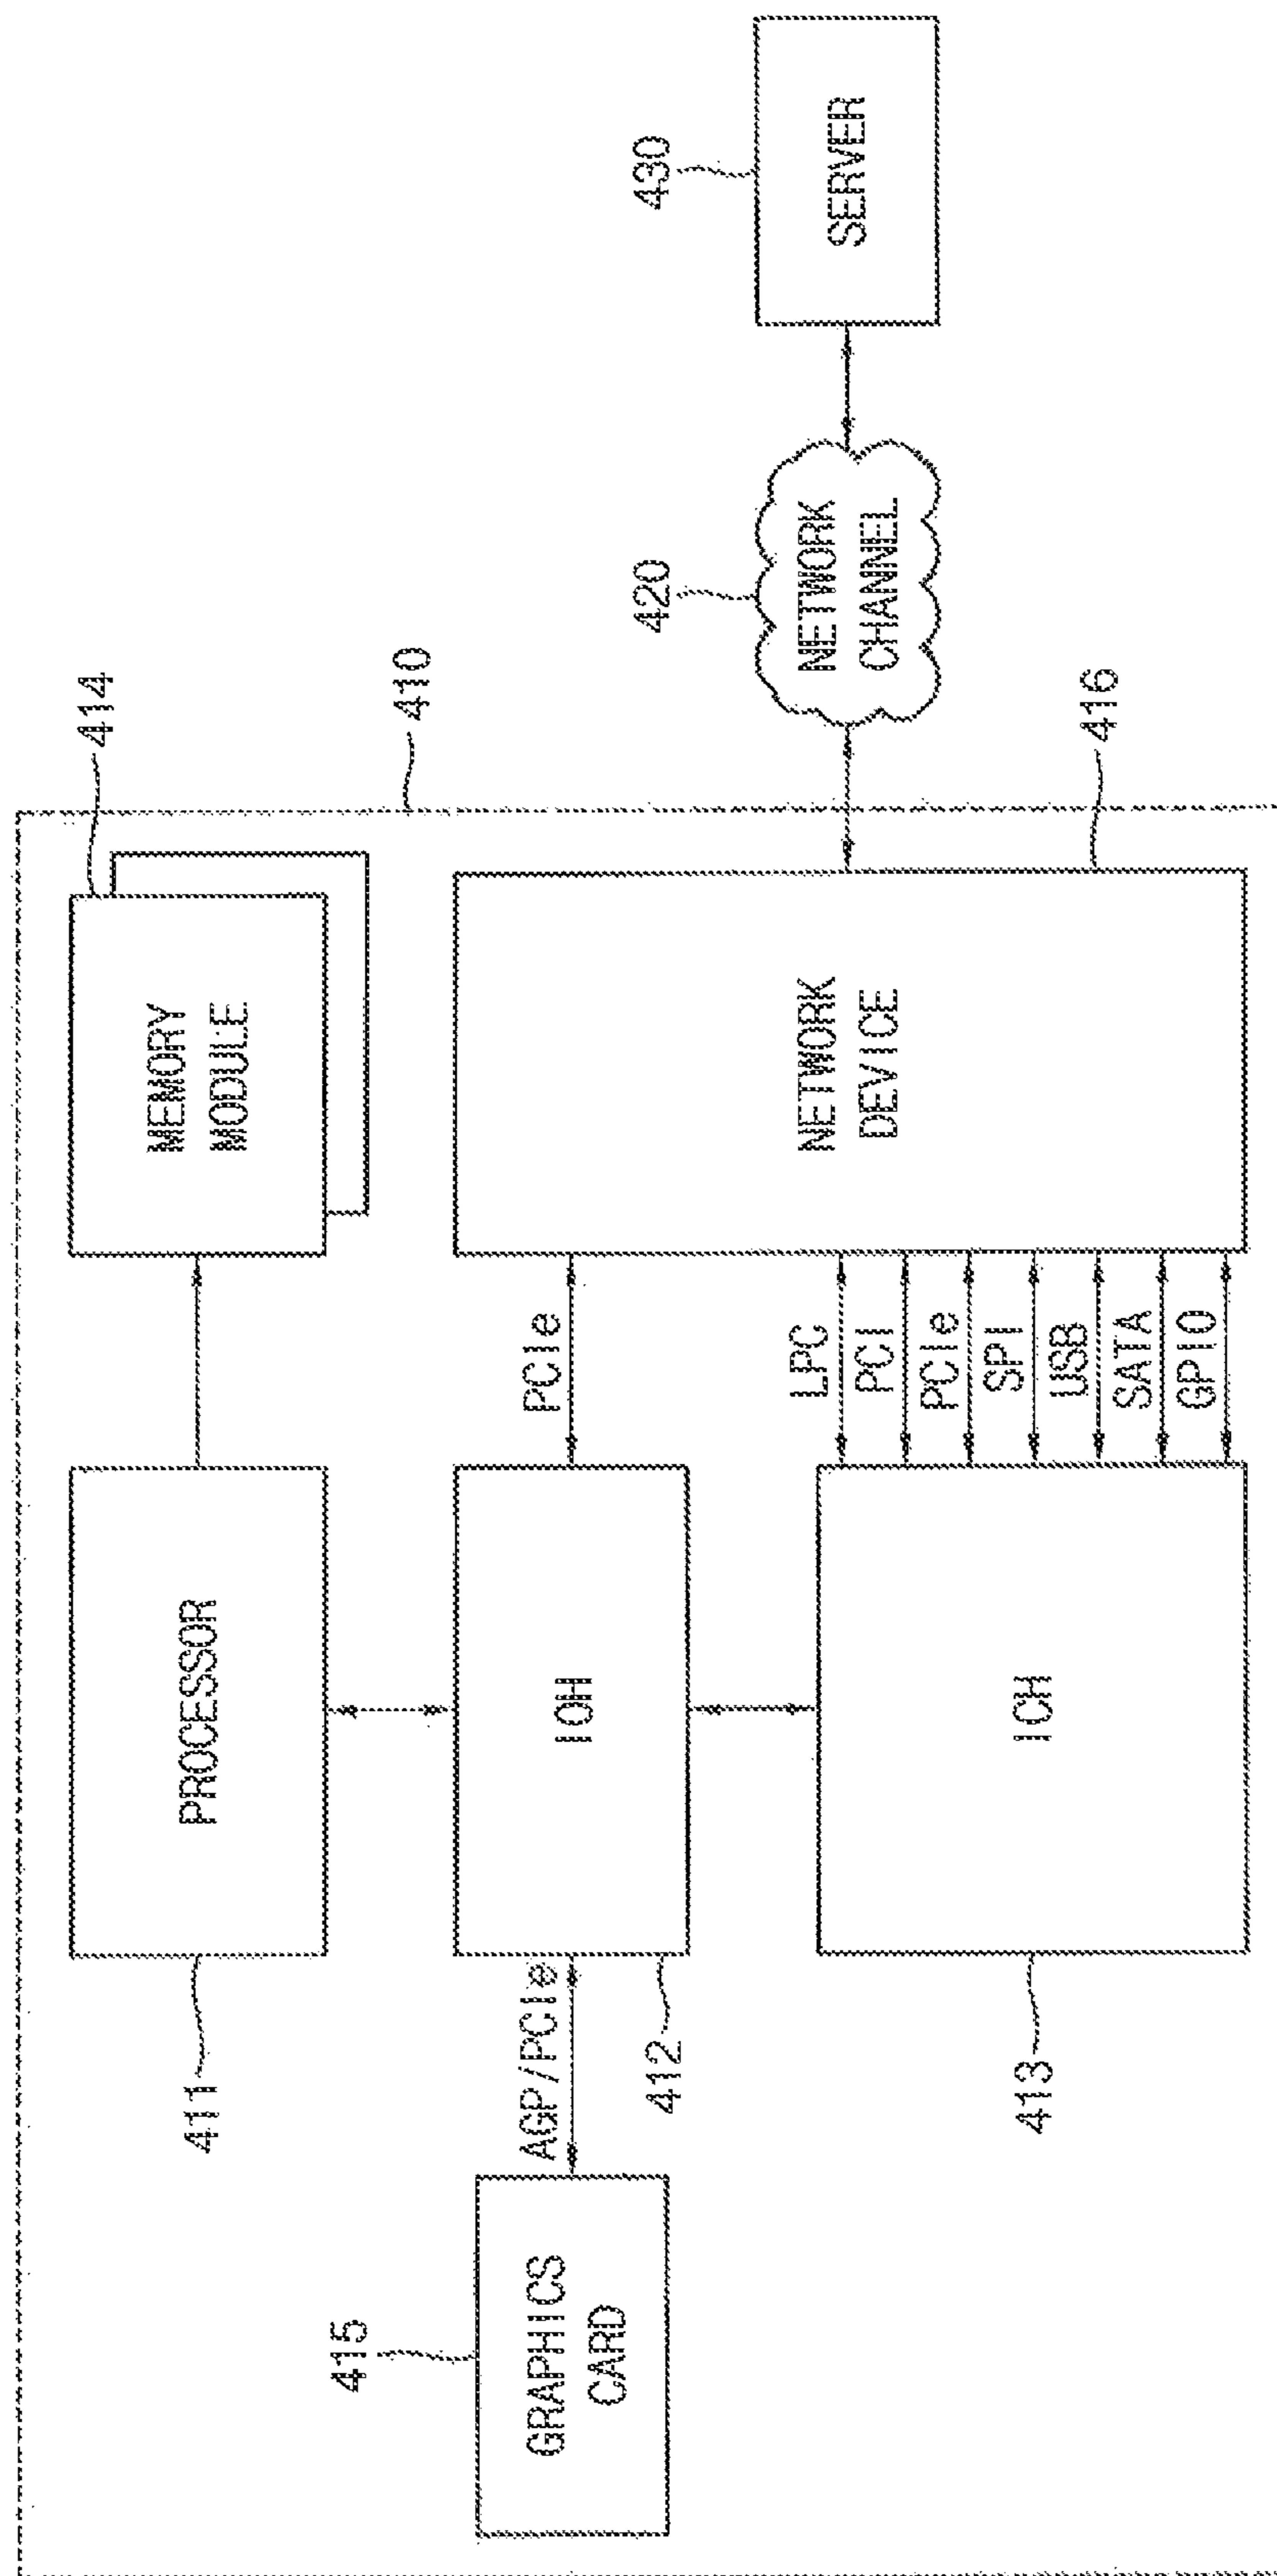 414
410
411
PROCESSOR
MEMORY
MODULE
415
GRAPHICS
CARD
AGP/PCIe
412
IOH
PCIe
413
ICH
LPC
PCI
PCIe
SPI
USB
SATA
GPIO
NETWORK
DEVICE
416
420
NETWORK
CHANNEL
430
SERVER